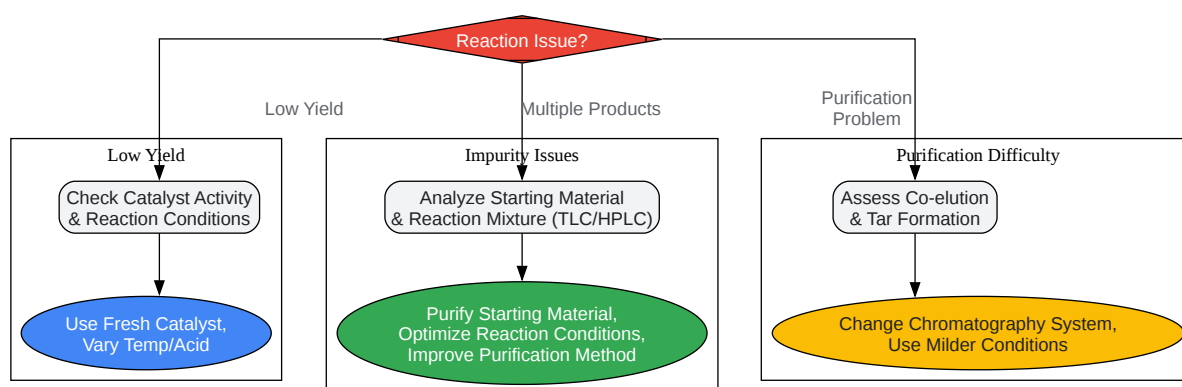 Reaction Issue?
Low Yield
Multiple Products
Purification
Problem
Low Yield
Check Catalyst Activity
& Reaction Conditions
Use Fresh Catalyst,
Vary Temp/Acid
Impurity Issues
Analyze Starting Material
& Reaction Mixture (TLC/HPLC)
Purify Starting Material,
Optimize Reaction Conditions,
Improve Purification Method
Purification Difficulty
Assess Co-elution
& Tar Formation
Change Chromatography System,
Use Milder Conditions